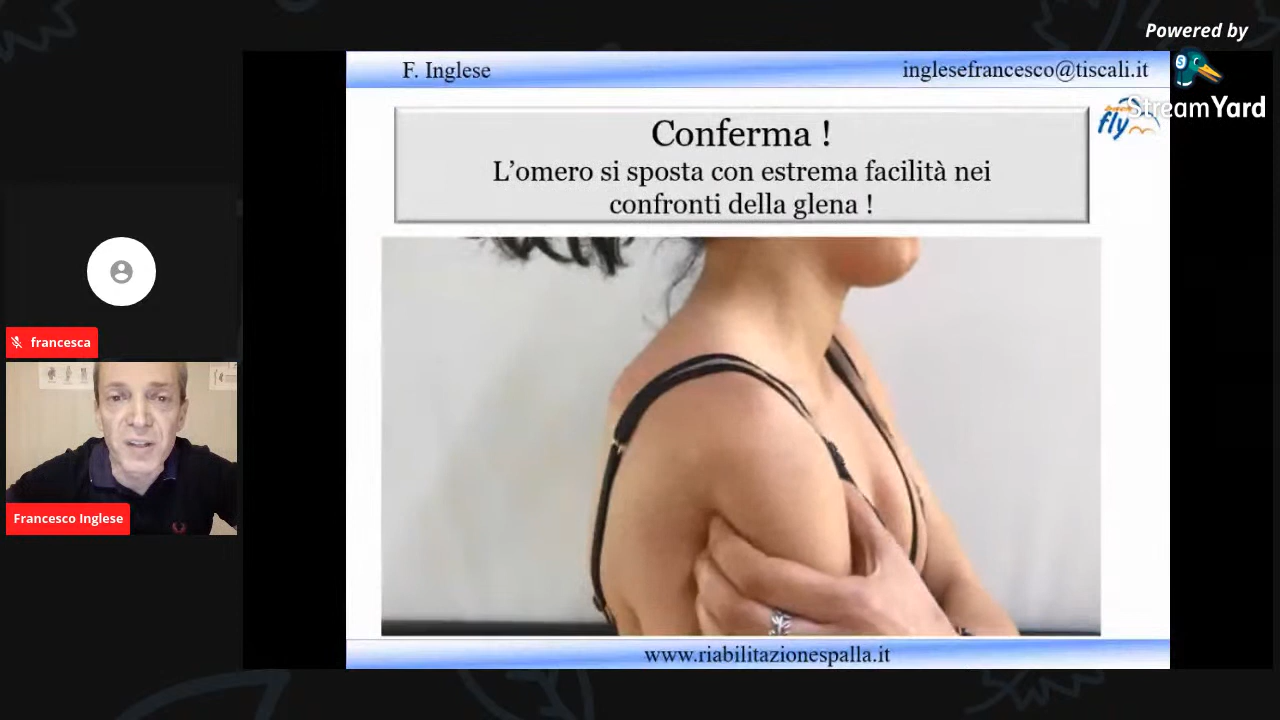 Powered by
StreamYard
F. Inglese
inglesefrancesco@tiscali.it
fly
Conferma !
L’omero si sposta con estrema facilità nei
confronti della glena !
francesca
Francesco Inglese
www.riabilitazionespalla.it